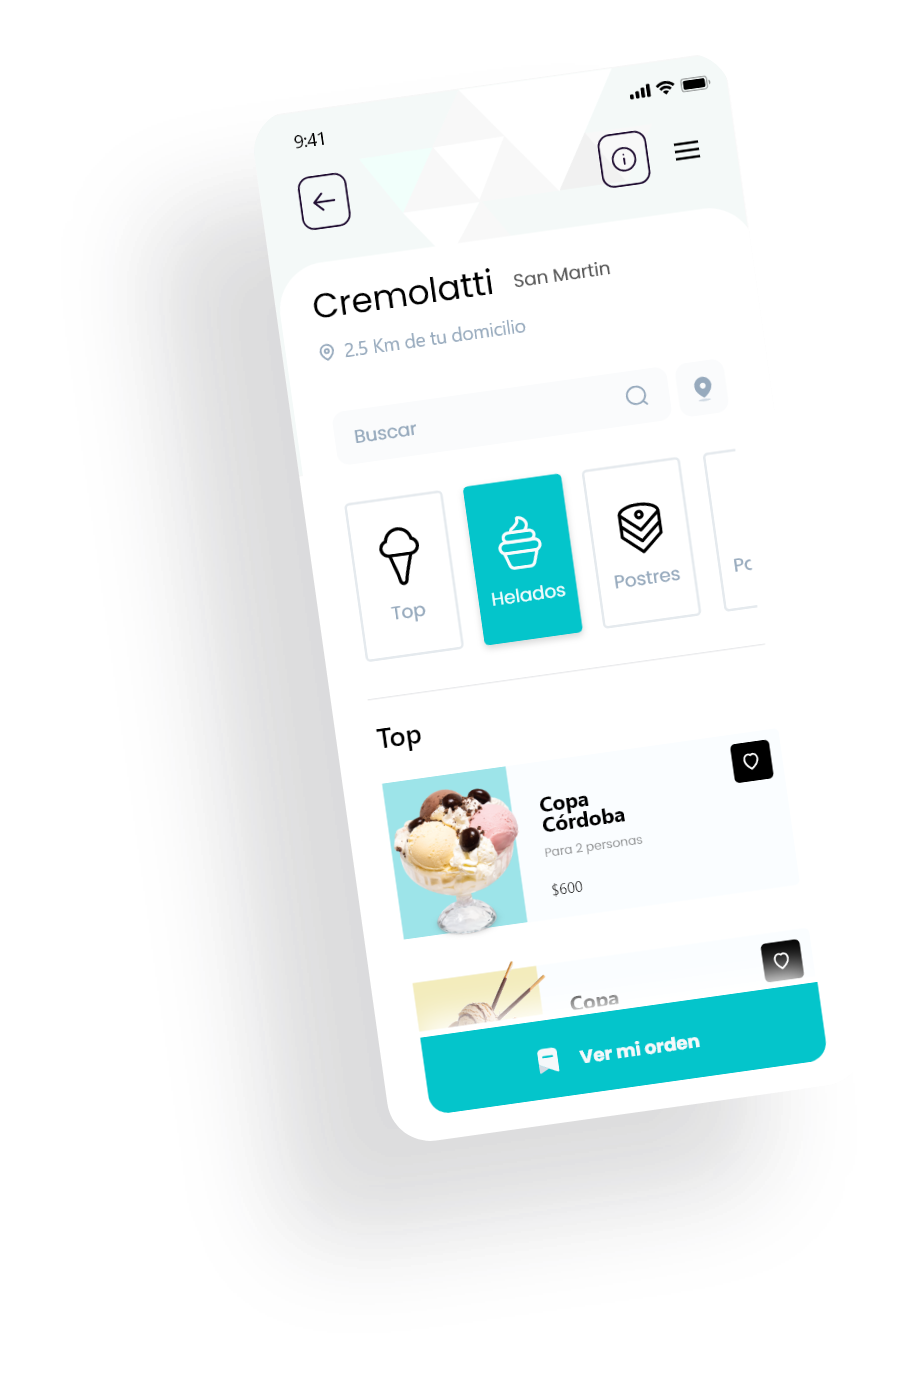 9:41
Cremolatti San Martin
2.5 Km de tu domicilio
Buscar
Top
Helados
Postres
Po
Top
Copa
Córdoba
Para 2 personas
$600
Copa
Ver mi orden